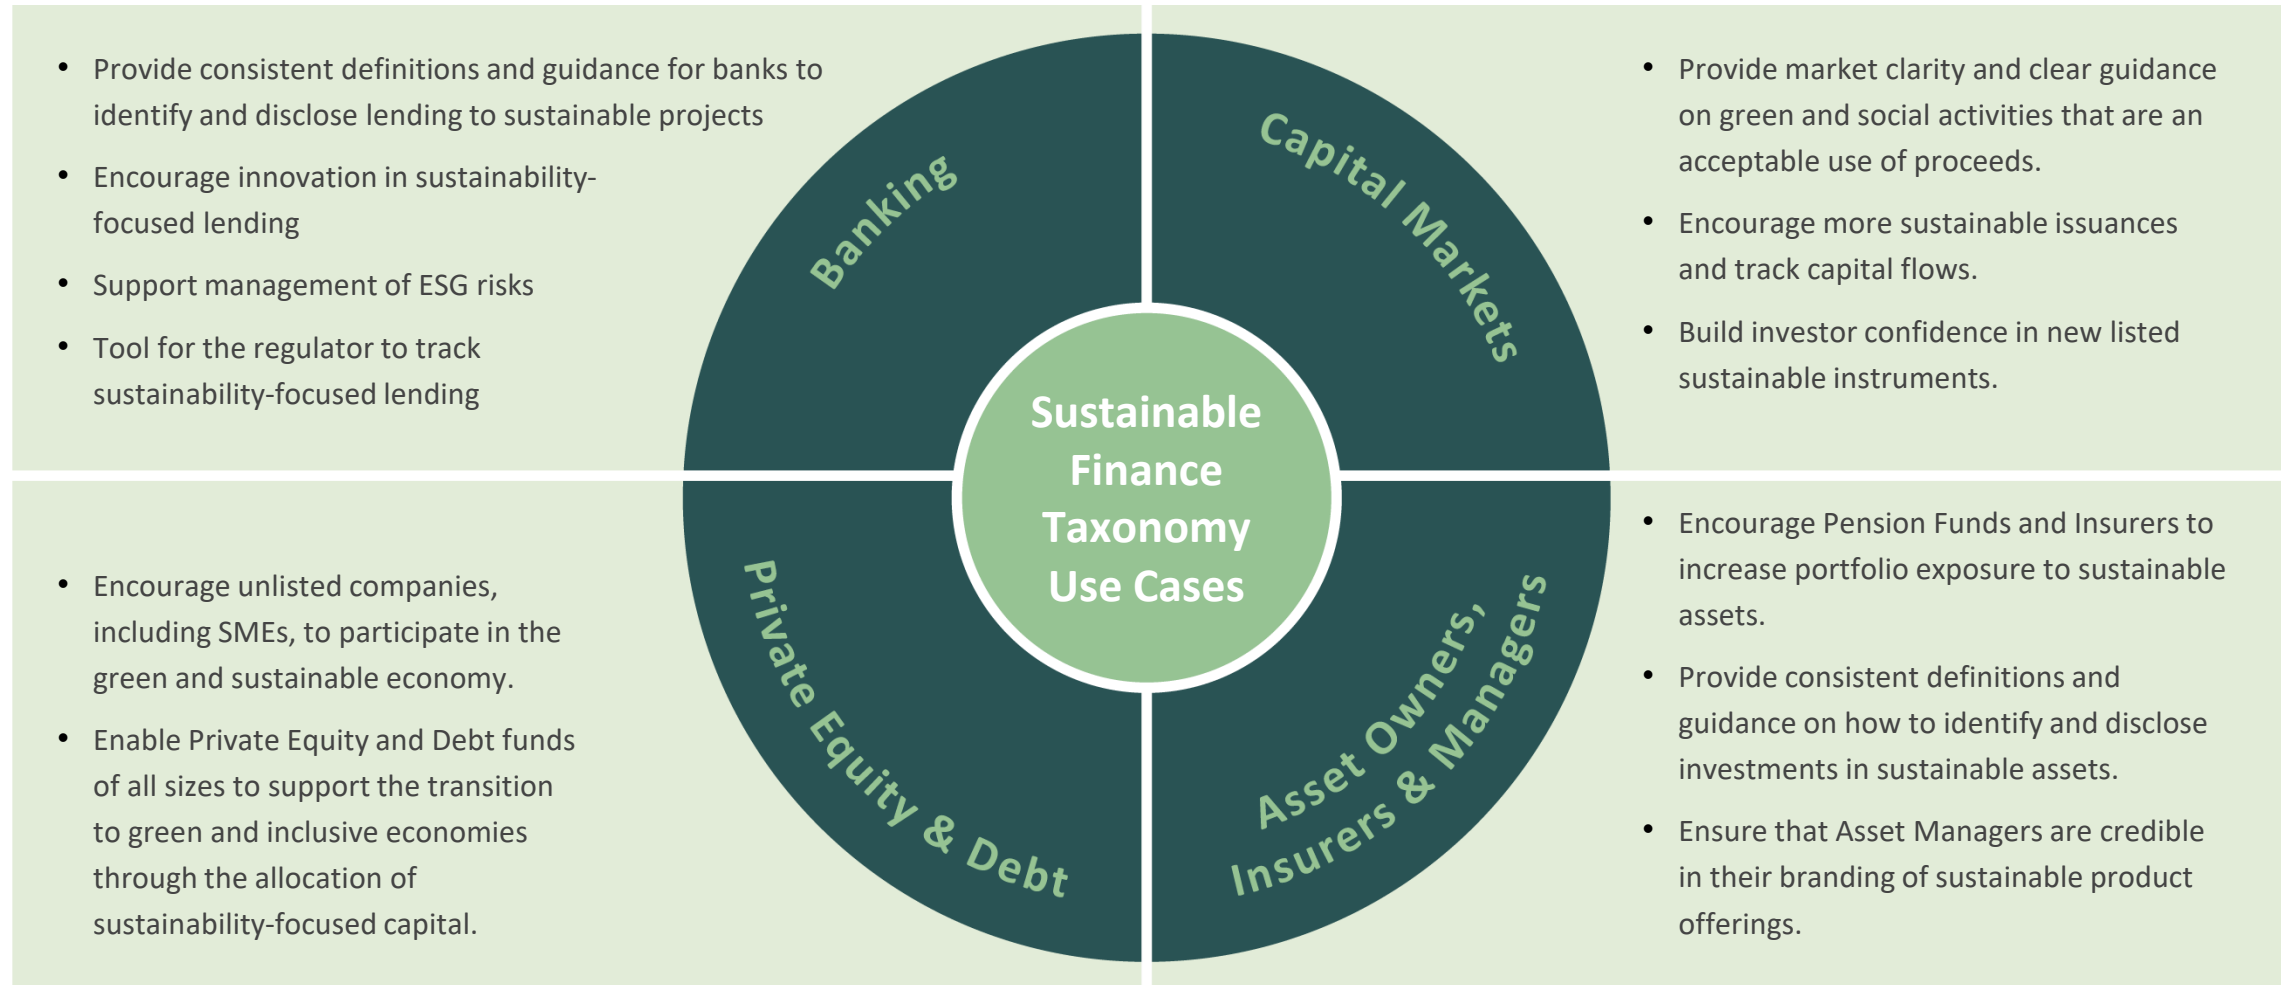 • Provide consistent definitions and guidance for banks to
identify and disclose lending to sustainable projects
• Encourage innovation in sustainability-
focused lending
• Support management of ESG risks
• Tool for the regulator to track
sustainability-focused lending
Banking
Capital Markets
• Provide market clarity and clear guidance
on green and social activities that are an
acceptable use of proceeds.
• Encourage more sustainable issuances
and track capital flows.
• Build investor confidence in new listed
sustainable instruments.
Sustainable
Finance
Taxonomy
Use Cases
• Encourage unlisted companies,
including SMEs, to participate in the
green and sustainable economy.
• Enable Private Equity and Debt funds
of all sizes to support the transition
to green and inclusive economies
through the allocation of
sustainability-focused capital.
Private Equity & Debt
Asset Owners,
Insurers & Managers
• Encourage Pension Funds and Insurers to
increase portfolio exposure to sustainable
assets.
• Provide consistent definitions and
guidance on how to identify and disclose
investments in sustainable assets.
• Ensure that Asset Managers are credible
in their branding of sustainable product
offerings.